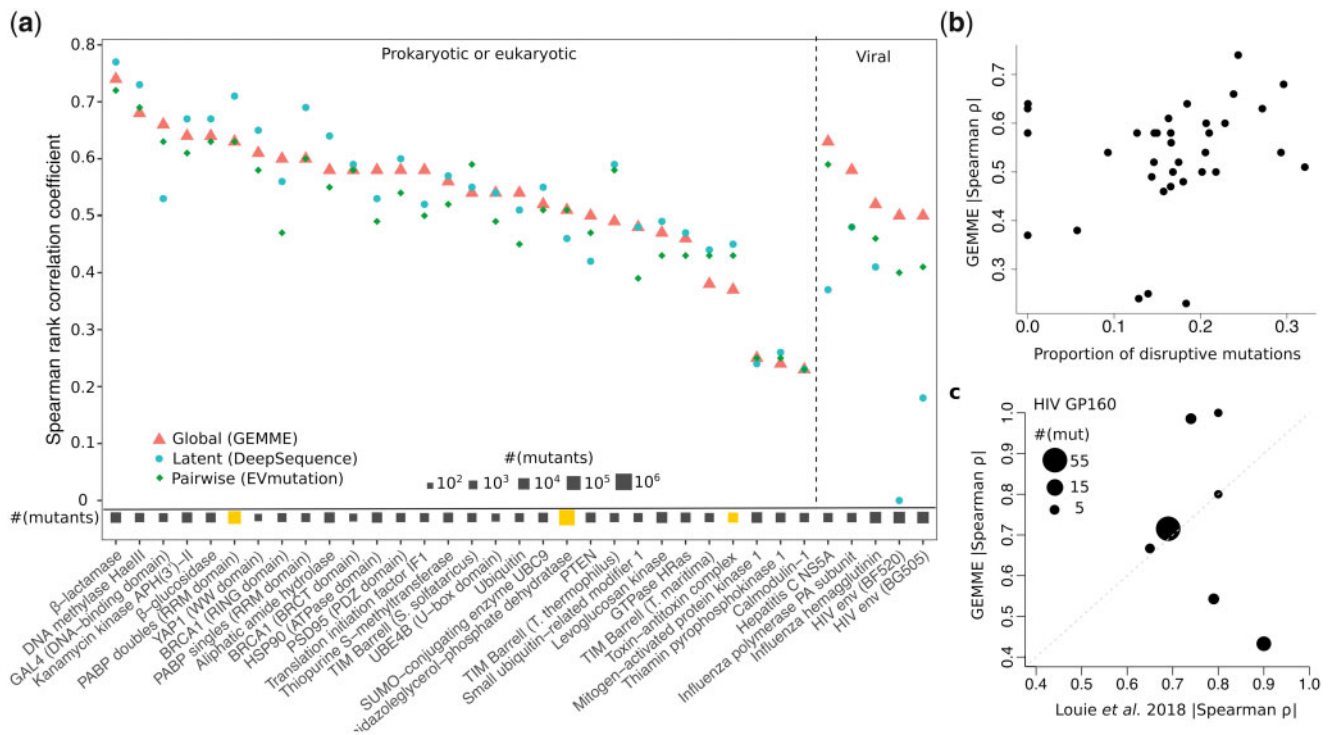 (a)
Prokaryotic or eukaryotic
Viral
Spearman rank correlation coefficient
0.8
0.7
0.6
0.5
0.4
0.3
0.2
0.1
0
Global (GEMME)
Latent (DeepSequence)
Pairwise (EVmutation)
#(mutants)
10² 10³ 10⁴ 10⁵ 10⁶
#(mutants)
β-lactamase
DNA methylase HaeIII
GAL4 (DNA-binding domain)
Kanamycin kinase APH(3')-II
β-glucosidase
PABP doubles (RRM domain)
YAP1 (WW domain)
BRCA1 (RING domain)
PABP singles (RRM domain)
Aliphatic amide hydrolase
BRCA1 (BRCT domain)
HSP90 (ATPase domain)
PSD95 (PDZ domain)
Translation initiation factor IF1
Thiopurine S-methyltransferase
TIM Barrell (S. solfataricus)
UBE4B (U-box domain)
Ubiquitin
SUMO-conjugating enzyme UBC9
idazoleglycerol-phosphate dehydratase
PTEN
TIM Barrell (T. thermophilus)
Small ubiquitin-related modifier 1
Levoglucosan kinase
GTPase HRas
TIM Barrell (T. maritima)
Toxin-antitoxin complex
Mitogen-activated protein kinase 1
Thiamin pyrophosphokinase 1
Calmodulin-1
Hepatitis C NS5A
Influenza polymerase PA subunit
Influenza hemagglutinin
HIV env (BF520)
HIV env (BG505)
(b)
GEMME |Spearman ρ|
0.7
0.6
0.5
0.4
0.3
0.0 0.1 0.2 0.3
Proportion of disruptive mutations
c
HIV GP160
#(mut)
55
15
5
GEMME |Spearman ρ|
1.0
0.9
0.8
0.7
0.6
0.5
0.4
0.4 0.5 0.6 0.7 0.8 0.9 1.0
Louie et al. 2018 |Spearman ρ|